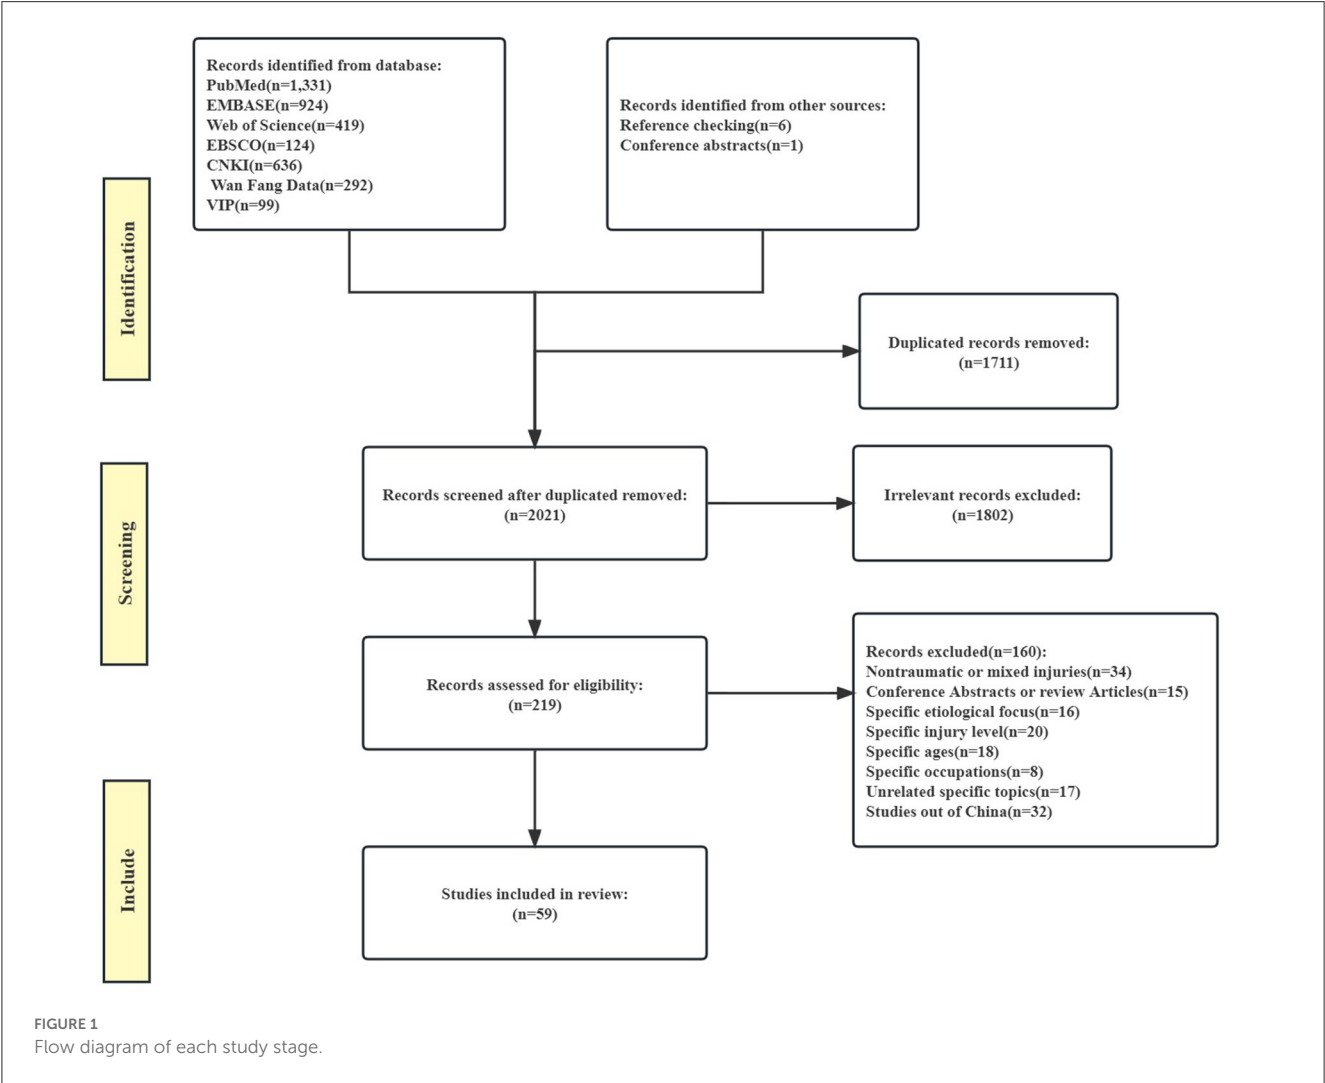 Records identified from database:
PubMed(n=1,331)
EMBASE(n=924)
Web of Science(n=419)
EBSCO(n=124)
CNKI(n=636)
Wan Fang Data(n=292)
VIP(n=99)
Records identified from other sources:
Reference checking(n=6)
Conference abstracts(n=1)
Identification
Duplicated records removed:
(n=1711)
Screening
Records screened after duplicated removed:
(n=2021)
Irrelevant records excluded:
(n=1802)
Records assessed for eligibility:
(n=219)
Records excluded(n=160):
Nontraumatic or mixed injuries(n=34)
Conference Abstracts or review Articles(n=15)
Specific etiological focus(n=16)
Specific injury level(n=20)
Specific ages(n=18)
Specific occupations(n=8)
Unrelated specific topics(n=17)
Studies out of China(n=32)
Include
Studies included in review:
(n=59)
FIGURE 1
Flow diagram of each study stage.